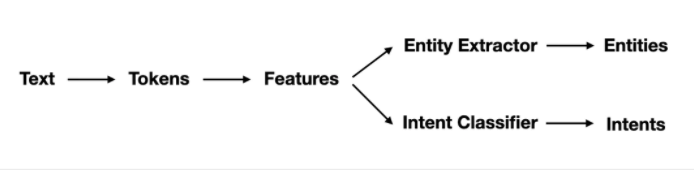 Entity Extractor Entities
Text Tokens Features
Intent Classifier Intents